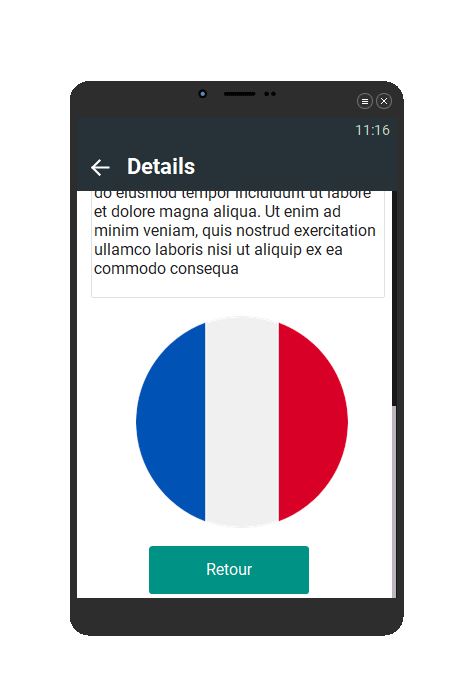 11:16
Details
do eiusmod tempor incididunt ut labore
et dolore magna aliqua. Ut enim ad
minim veniam, quis nostrud exercitation
ullamco laboris nisi ut aliquip ex ea
commodo consequa
Retour